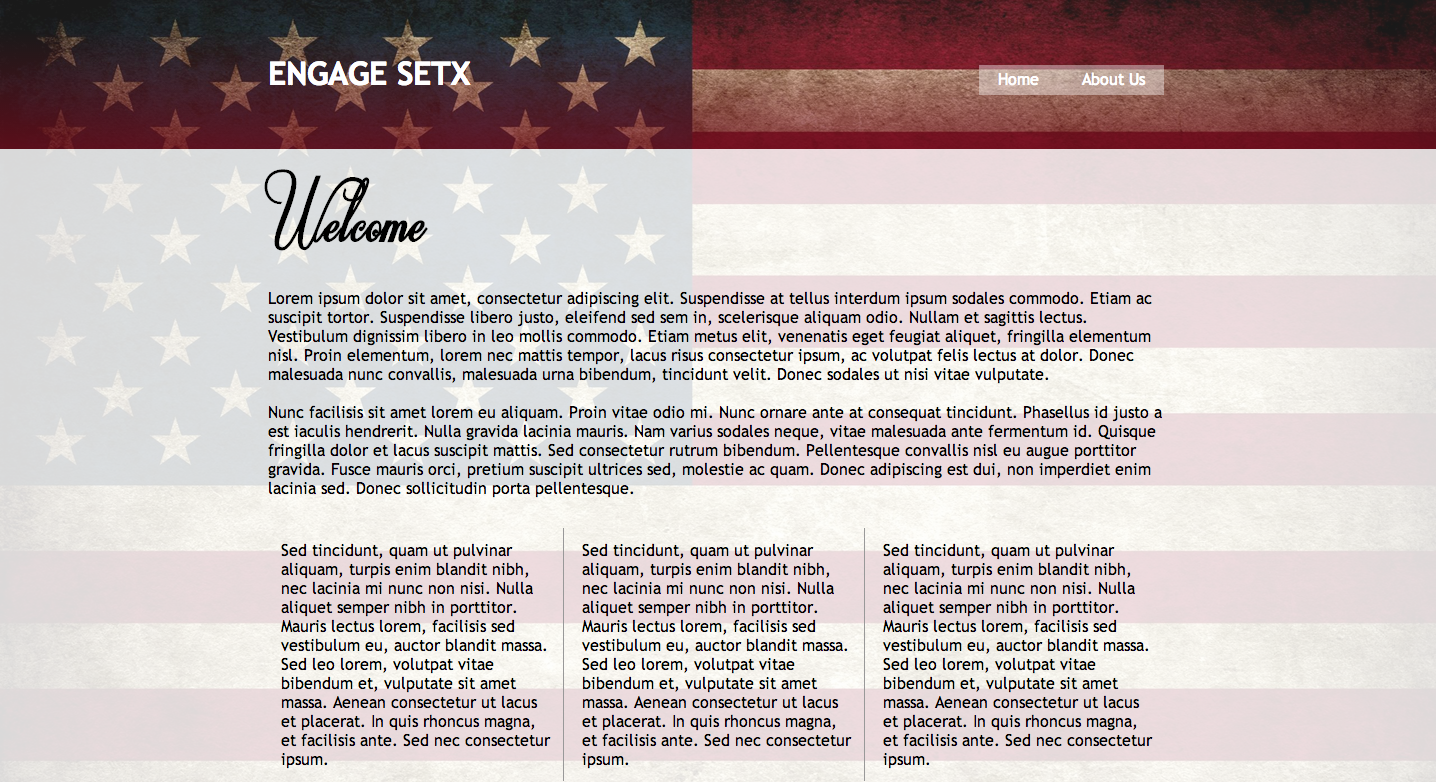 ENGAGE SETX
Home About Us
Welcome
Lorem ipsum dolor sit amet, consectetur adipiscing elit. Suspendisse at tellus interdum ipsum sodales commodo. Etiam ac
suscipit tortor. Suspendisse libero justo, eleifend sed sem in, scelerisque aliquam odio. Nullam et sagittis lectus.
Vestibulum dignissim libero in leo mollis commodo. Etiam metus elit, venenatis eget feugiat aliquet, fringilla elementum
nisl. Proin elementum, lorem nec mattis tempor, lacus risus consectetur ipsum, ac volutpat felis lectus at dolor. Donec
malesuada nunc convallis, malesuada urna bibendum, tincidunt velit. Donec sodales ut nisi vitae vulputate.
Nunc facilisis sit amet lorem eu aliquam. Proin vitae odio mi. Nunc ornare ante at consequat tincidunt. Phasellus id justo a
est iaculis hendrerit. Nulla gravida lacinia mauris. Nam varius sodales neque, vitae malesuada ante fermentum id. Quisque
fringilla dolor et lacus suscipit mattis. Sed consectetur rutrum bibendum. Pellentesque convallis nisl eu augue porttitor
gravida. Fusce mauris orci, pretium suscipit ultrices sed, molestie ac quam. Donec adipiscing est dui, non imperdiet enim
lacinia sed. Donec sollicitudin porta pellentesque.
Sed tincidunt, quam ut pulvinar
aliquam, turpis enim blandit nibh,
nec lacinia mi nunc non nisi. Nulla
aliquet semper nibh in porttitor.
Mauris lectus lorem, facilisis sed
vestibulum eu, auctor blandit massa.
Sed leo lorem, volutpat vitae
bibendum et, vulputate sit amet
massa. Aenean consectetur ut lacus
et placerat. In quis rhoncus magna,
et facilisis ante. Sed nec consectetur
ipsum.
Sed tincidunt, quam ut pulvinar
aliquam, turpis enim blandit nibh,
nec lacinia mi nunc non nisi. Nulla
aliquet semper nibh in porttitor.
Mauris lectus lorem, facilisis sed
vestibulum eu, auctor blandit massa.
Sed leo lorem, volutpat vitae
bibendum et, vulputate sit amet
massa. Aenean consectetur ut lacus
et placerat. In quis rhoncus magna,
et facilisis ante. Sed nec consectetur
ipsum.
Sed tincidunt, quam ut pulvinar
aliquam, turpis enim blandit nibh,
nec lacinia mi nunc non nisi. Nulla
aliquet semper nibh in porttitor.
Mauris lectus lorem, facilisis sed
vestibulum eu, auctor blandit massa.
Sed leo lorem, volutpat vitae
bibendum et, vulputate sit amet
massa. Aenean consectetur ut lacus
et placerat. In quis rhoncus magna,
et facilisis ante. Sed nec consectetur
ipsum.